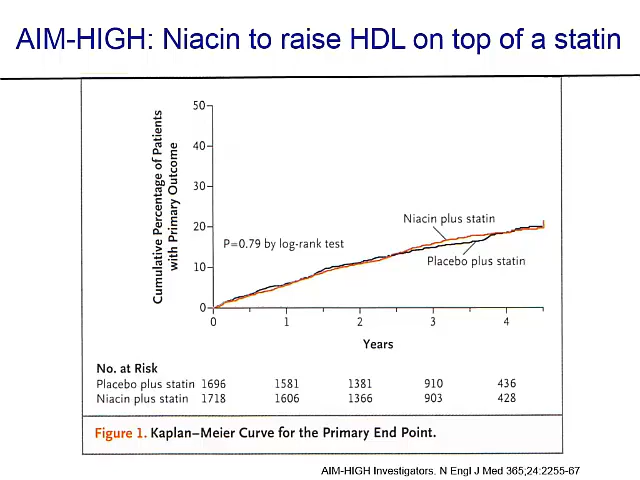 AIM-HIGH: Niacin to raise HDL on top of a statin
Cumulative Percentage of Patients
with Primary Outcome
50
40
30
20
10
0
Niacin plus statin
P=0.79 by log-rank test
Placebo plus statin
0 1 2 3 4
Years
No. at Risk
Placebo plus statin 1696 1581 1381 910 436
Niacin plus statin 1718 1606 1366 903 428
Figure 1. Kaplan–Meier Curve for the Primary End Point.
AIM-HIGH Investigators. N Engl J Med 365;24:2255-67